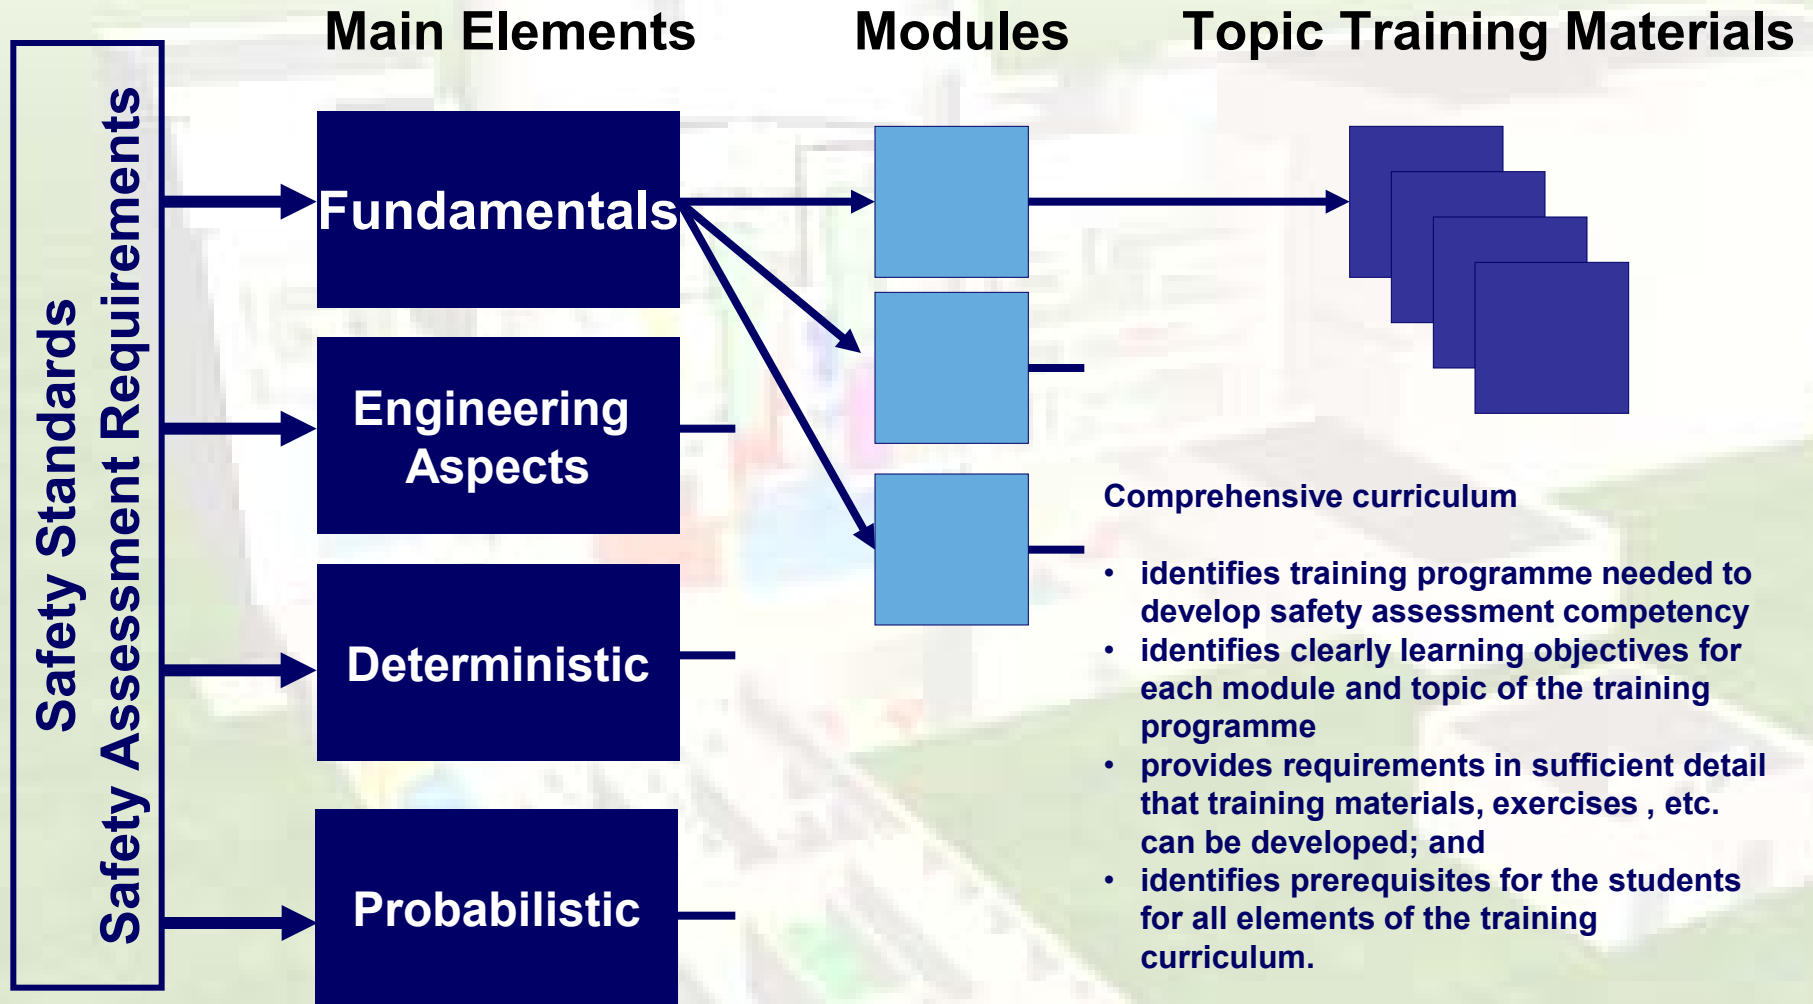 Main Elements
Modules
Topic Training Materials
Safety Standards
Safety Assessment Requirements
Fundamentals
Engineering
Aspects
Deterministic
Probabilistic
Comprehensive curriculum
• identifies training programme needed to
develop safety assessment competency
• identifies clearly learning objectives for
each module and topic of the training
programme
• provides requirements in sufficient detail
that training materials, exercises , etc.
can be developed; and
• identifies prerequisites for the students
for all elements of the training
curriculum.